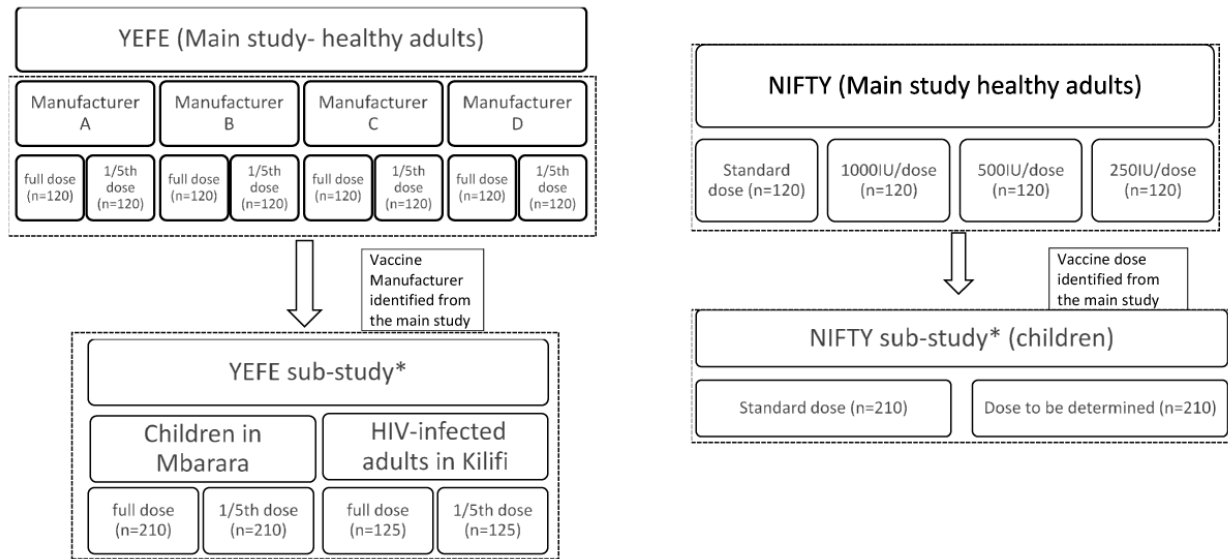 YEFE (Main study- healthy adults)
Manufacturer
A
Manufacturer
B
Manufacturer
C
Manufacturer
D
full dose
(n=120)
1/5th
dose
(n=120)
full dose
(n=120)
1/5th
dose
(n=120)
full dose
(n=120)
1/5th
dose
(n=120)
full dose
(n=120)
1/5th
dose
(n=120)
Vaccine
Manufacturer
identified from
the main study
YEFE sub-study*
Children in
Mbarara
HIV-infected
adults in Kilifi
full dose
(n=210)
1/5th dose
(n=210)
full dose
(n=125)
1/5th dose
(n=125)
NIFTY (Main study healthy adults)
Standard
dose (n=120)
1000IU/dose
(n=120)
500IU/dose
(n=120)
250IU/dose
(n=120)
Vaccine dose
identified from
the main study
NIFTY sub-study* (children)
Standard dose (n=210)
Dose to be determined (n=210)